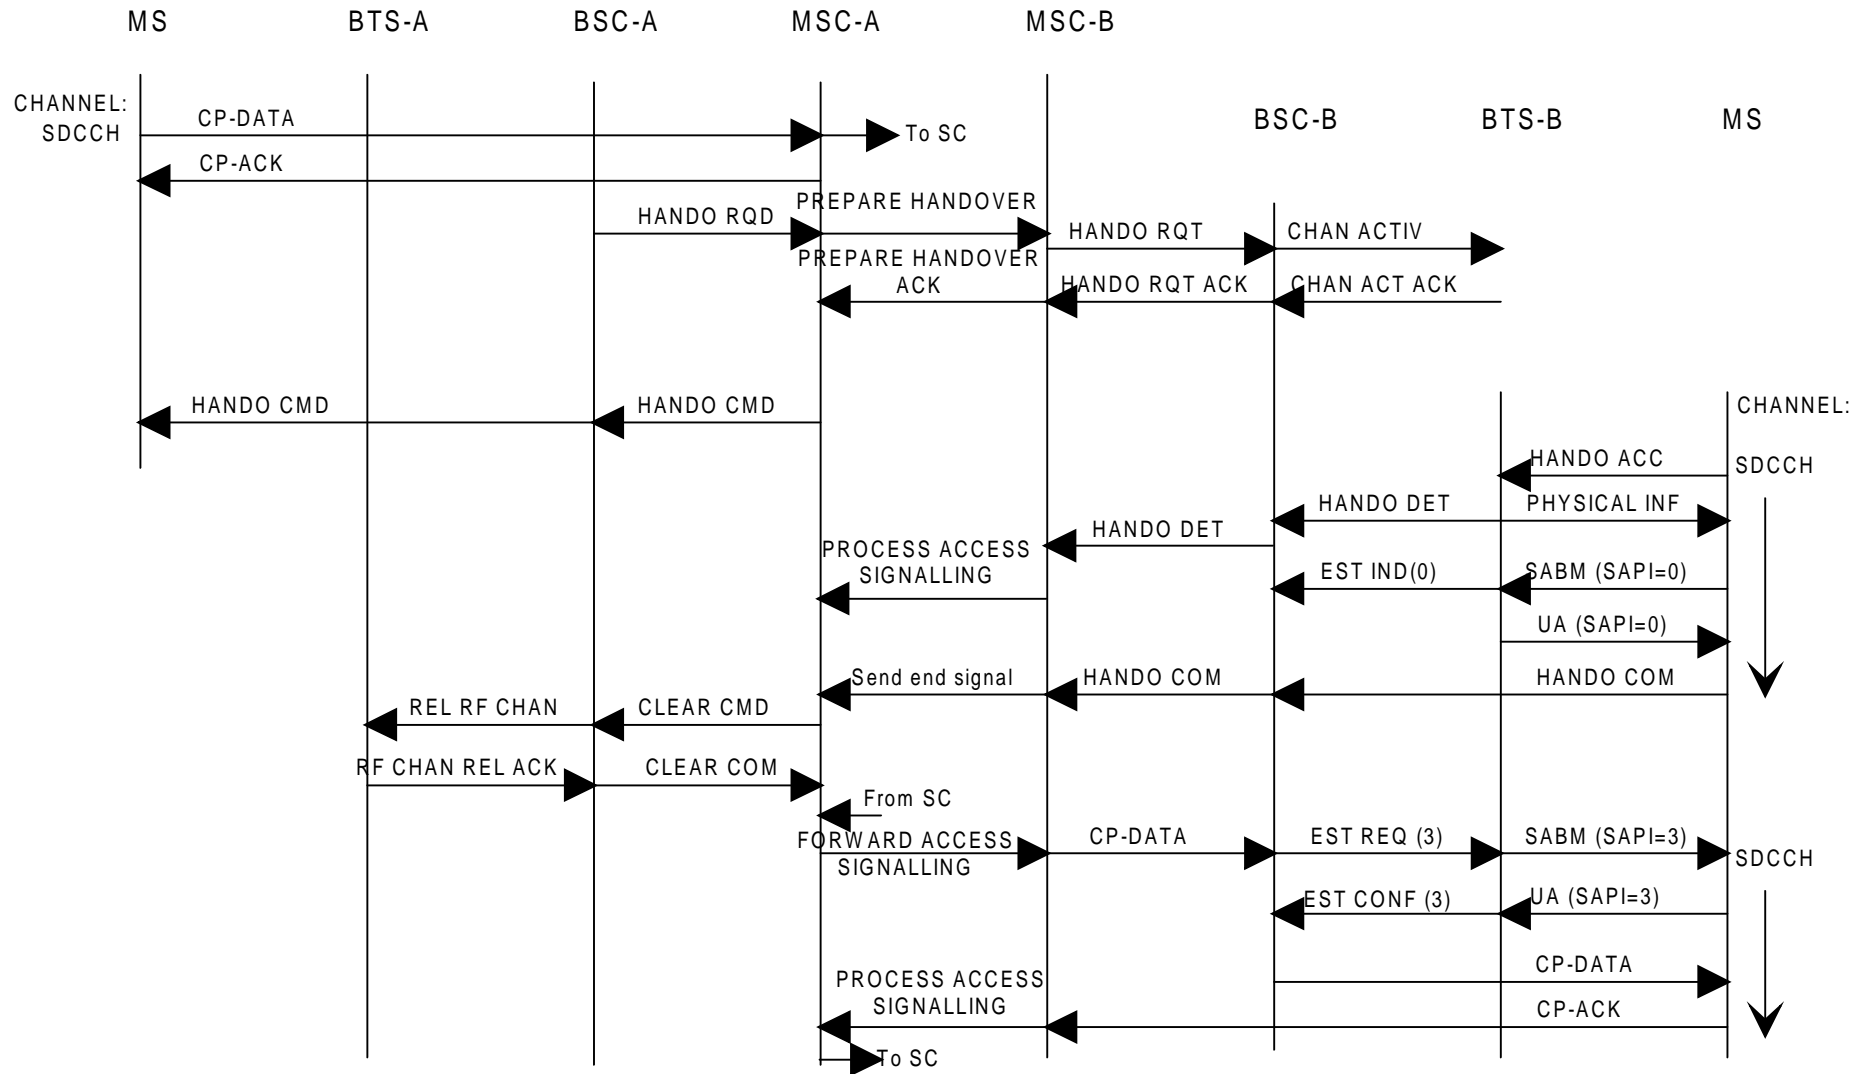 MS BTS-A BSC-A MSC-A MSC-B
CHANNEL:
SDCCH
CP-DATA
To SC
BSC-B BTS-B MS
CP-ACK
PREPARE HANDOVER
HANDO RQD
HANDO RQT
CHAN ACTIV
PREPARE HANDOVER
ACK
HANDO RQT ACK
CHAN ACT ACK
HANDO CMD
HANDO CMD
CHANNEL:
HANDO ACC
SDCCH
HANDO DET
PHYSICAL INF
HANDO DET
PROCESS ACCESS
SIGNALLING
EST IND(0)
SABM (SAPI=0)
UA (SAPI=0)
Send end signal
HANDO COM
HANDO COM
REL RF CHAN
CLEAR CMD
RF CHAN REL ACK
CLEAR COM
From SC
FORWARD ACCESS
SIGNALLING
CP-DATA
EST REQ (3)
SABM (SAPI=3)
SDCCH
EST CONF (3)
UA (SAPI=3)
CP-DATA
PROCESS ACCESS
SIGNALLING
CP-ACK
To SC